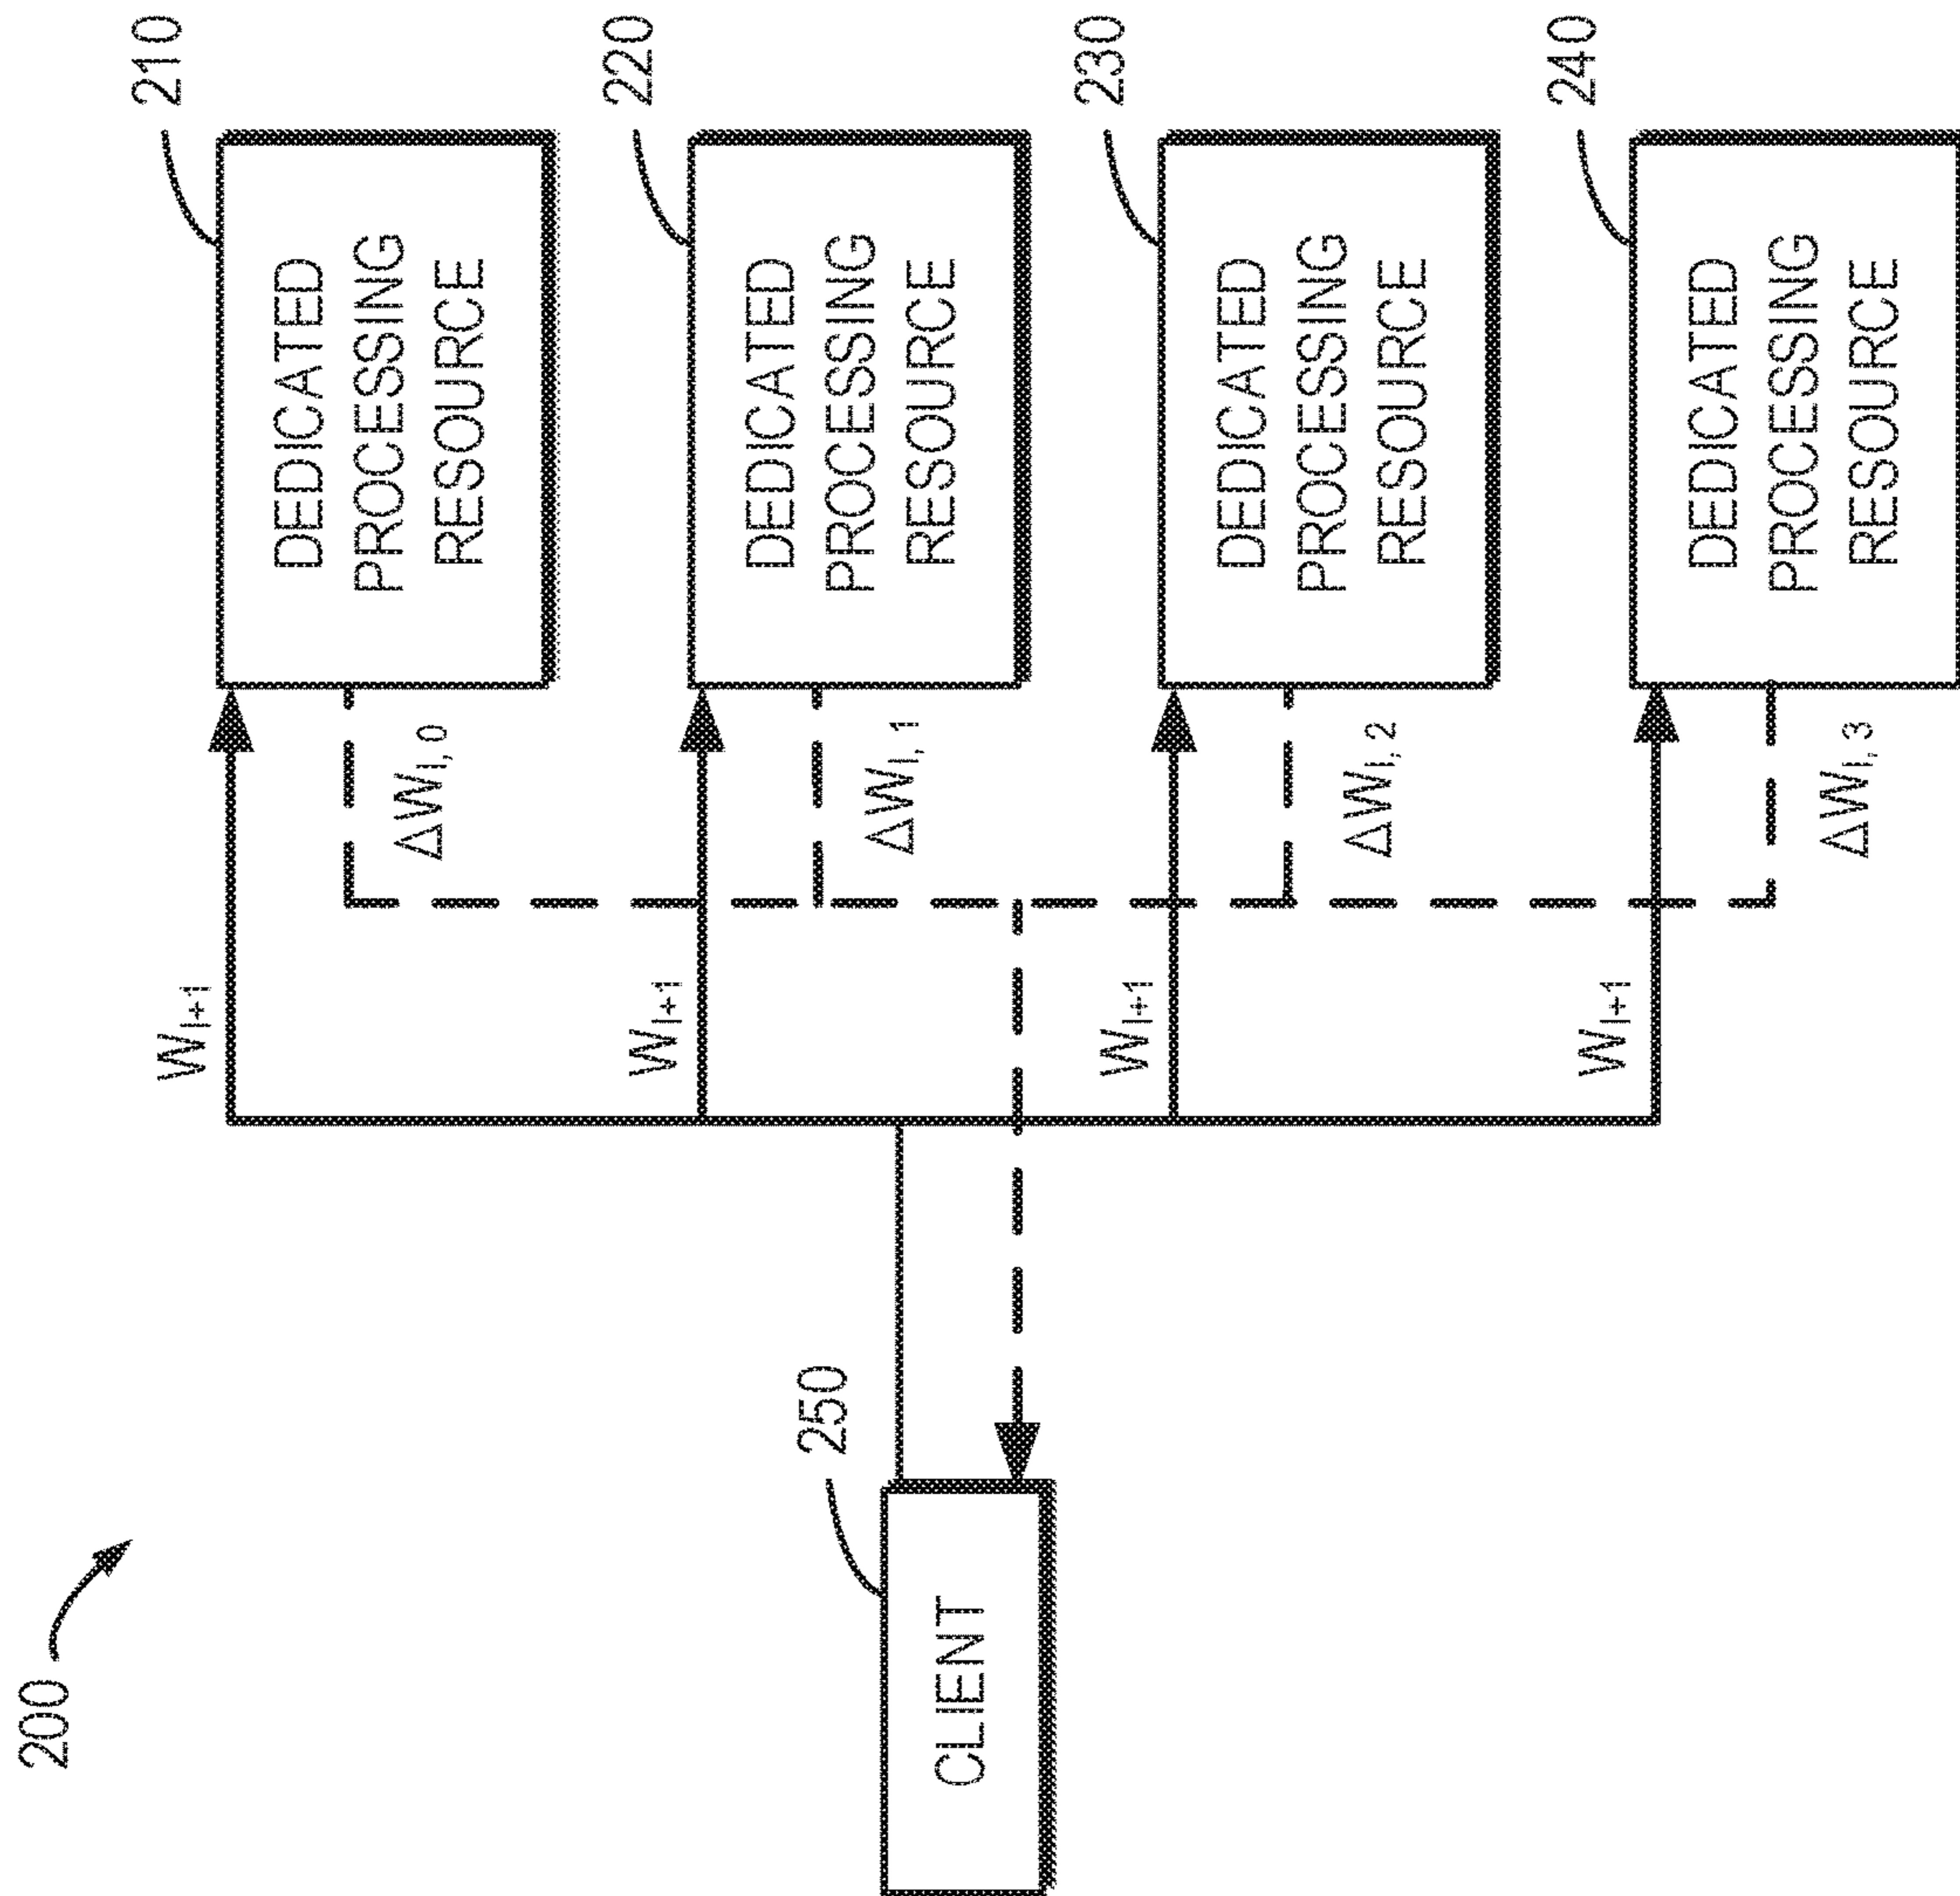 200
210
DEDICATED
PROCESSING
RESOURCE
220
DEDICATED
PROCESSING
RESOURCE
230
DEDICATED
PROCESSING
RESOURCE
240
DEDICATED
PROCESSING
RESOURCE
W_{I+1}
ΔW_{I, 0}
W_{I+1}
ΔW_{I, 1}
W_{I+1}
ΔW_{I, 2}
W_{I+1}
ΔW_{I, 3}
250
CLIENT